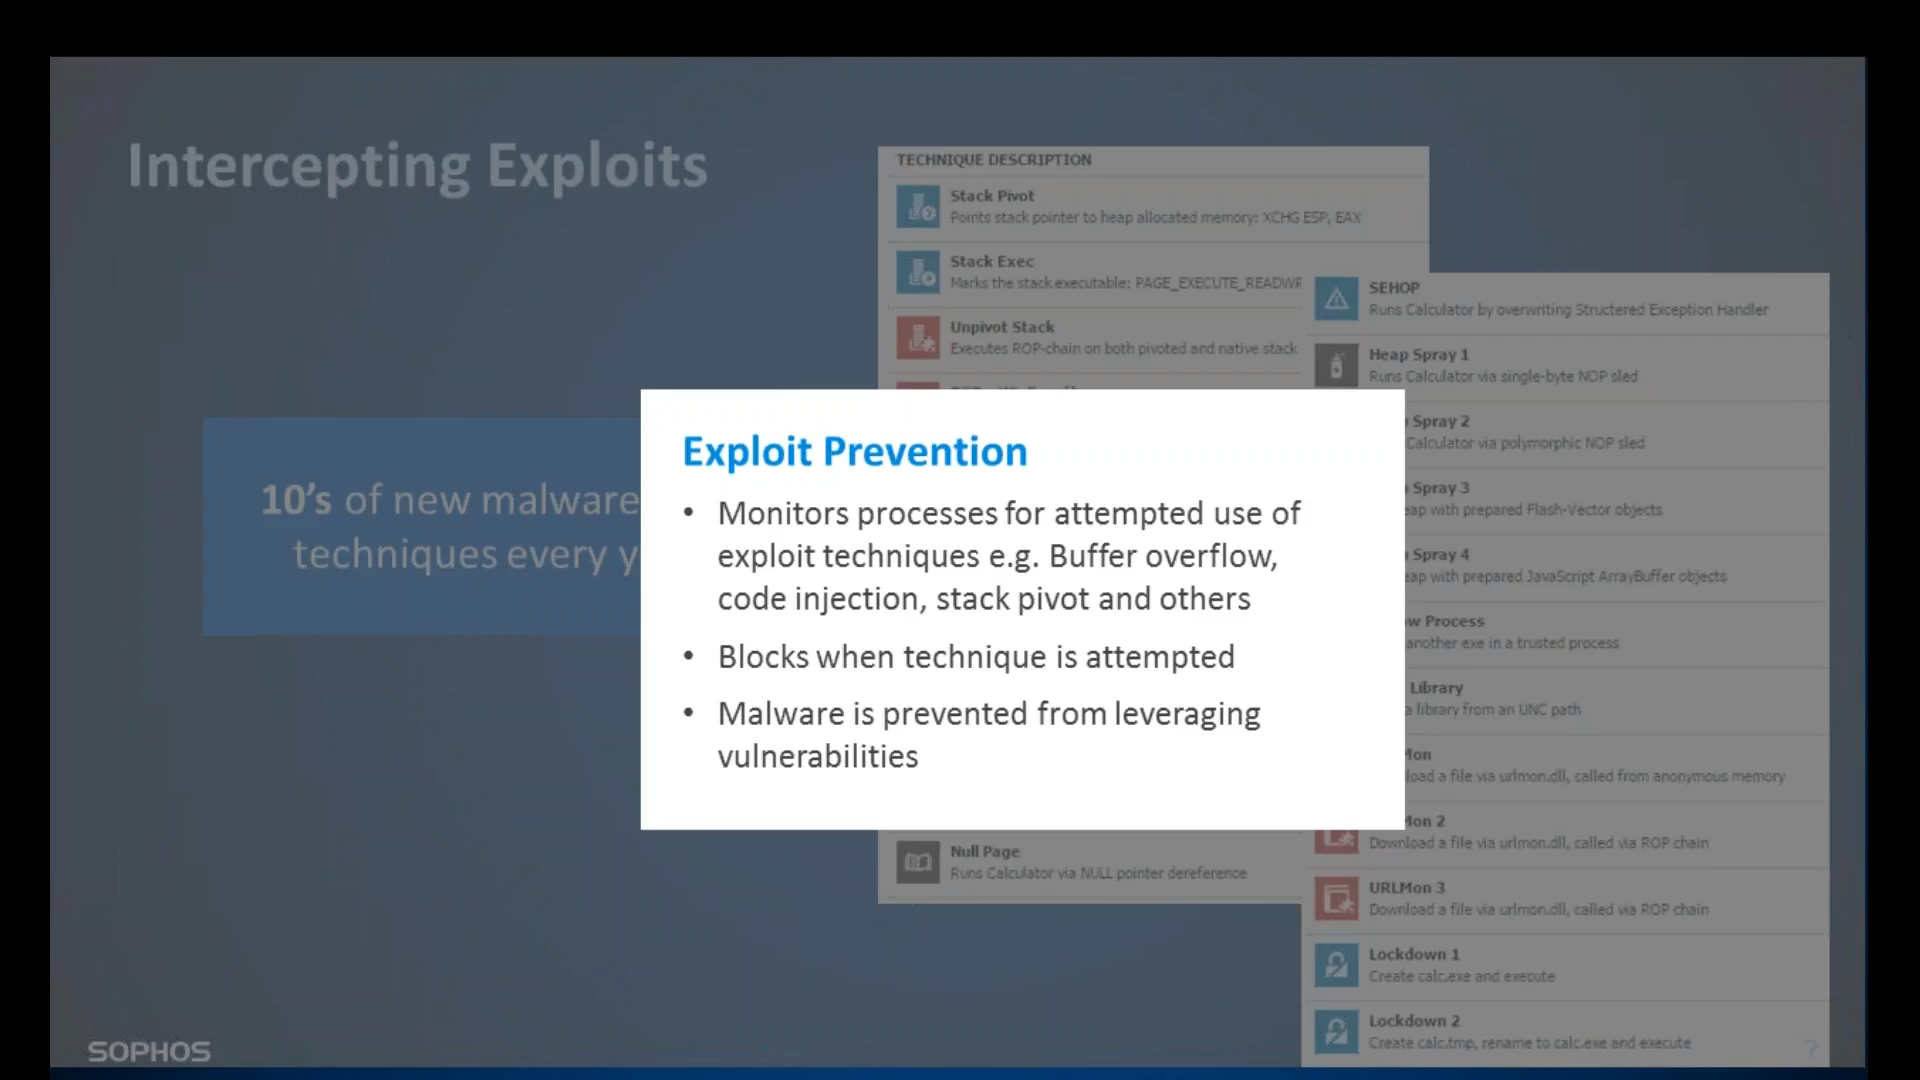 Intercepting Exploits
10's of new malware
techniques every y
TECHNIQUE DESCRIPTION
Stack Pivot
Points stack pointer to heap allocated memory: XCHG ESP, EAX
Stack Exec
Marks the stack executable: PAGE_EXECUTE_READWR
Unpivot Stack
Executes ROP-chain on both pivoted and native stack
Null Page
Runs Calculator via NULL pointer dereference
SEHOP
Runs Calculator by overwriting Structured Exception Handler
Heap Spray 1
Runs Calculator via single-byte NOP sled
Spray 2
Calculator via polymorphic NOP sled
Spray 3
eap with prepared Flash-Vector objects
Spray 4
eap with prepared JavaScript ArrayBuffer objects
w Process
another exe in a trusted process
Library
a library from an UNC path
Mon
load a file via urlmon.dll, called from anonymous memory
Mon 2
Download a file via urlmon.dll, called via ROP chain
URLMon 3
Download a file via urlmon.dll, called via ROP chain
Lockdown 1
Create calc.exe and execute
Lockdown 2
Create calc.tmp, rename to calc.exe and execute
Exploit Prevention
• Monitors processes for attempted use of
exploit techniques e.g. Buffer overflow,
code injection, stack pivot and others
• Blocks when technique is attempted
• Malware is prevented from leveraging
vulnerabilities
SOPHOS